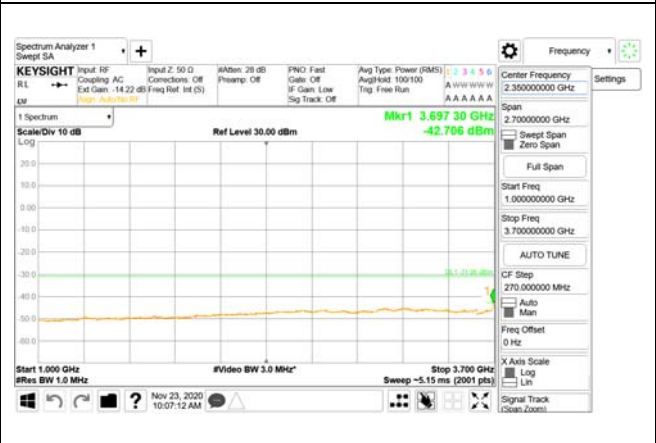 Spectrum Analyzer 1
Swept SA
Frequency
KEYSIGHT
R L
Input: RF
Coupling: AC
Ext Gain: -14.22 dB
Align: Auto/No RF
Input Z: 50 Ω
Corrections: Off
Freq Ref: Int (S)
#Atten: 28 dB
Preamp: Off
PNO: Fast
Gate: Off
IF Gain: Low
Sig Track: Off
Avg Type: Power (RMS)
Avg|Hold: 100/100
Trig: Free Run
1 2 3 4 5 6
A W W W W W
A A A A A A
Center Frequency
2.350000000 GHz
Settings
Span
2.70000000 GHz
Swept Span
Zero Span
Full Span
Start Freq
1.000000000 GHz
Stop Freq
3.700000000 GHz
AUTO TUNE
CF Step
270.000000 MHz
Auto
Man
Freq Offset
0 Hz
X Axis Scale
Log
Lin
Signal Track
(Span Zoom)
1 Spectrum
Scale/Div 10 dB
Ref Level 30.00 dBm
Mkr1 3.697 30 GHz
-42.706 dBm
Log
20.0
10.0
0.00
-10.0
-20.0
-30.0
-40.0
-50.0
-60.0
1
Start 1.000 GHz
#Video BW 3.0 MHz*
Stop 3.700 GHz
#Res BW 1.0 MHz
Sweep ~5.15 ms (2001 pts)
Nov 23, 2020
10:07:12 AM